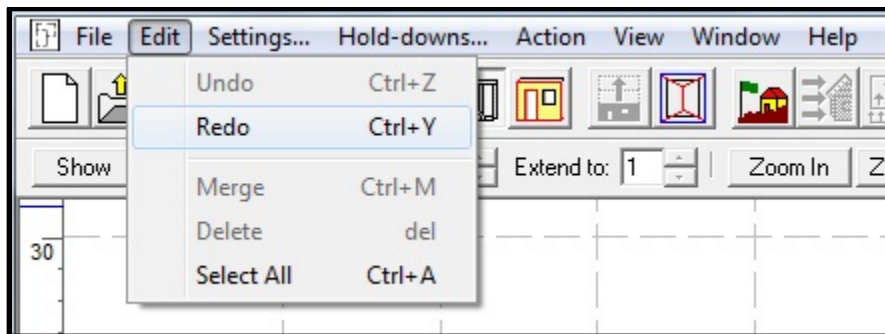 File Edit Settings... Hold-downs... Action View Window Help
Undo Ctrl+Z
Redo Ctrl+Y
Merge Ctrl+M
Delete del
Select All Ctrl+A
Show Extend to: 1 Zoom In Z
30